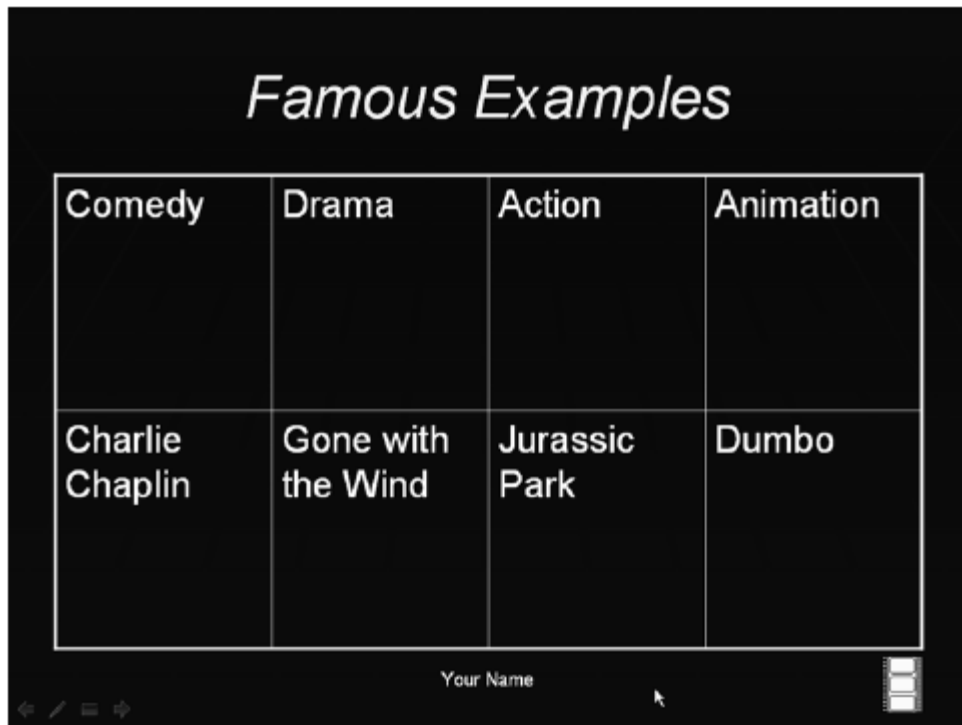 Famous Examples
Comedy
Drama
Action
Animation
Charlie
Chaplin
Gone with
the Wind
Jurassic
Park
Dumbo
Your Name